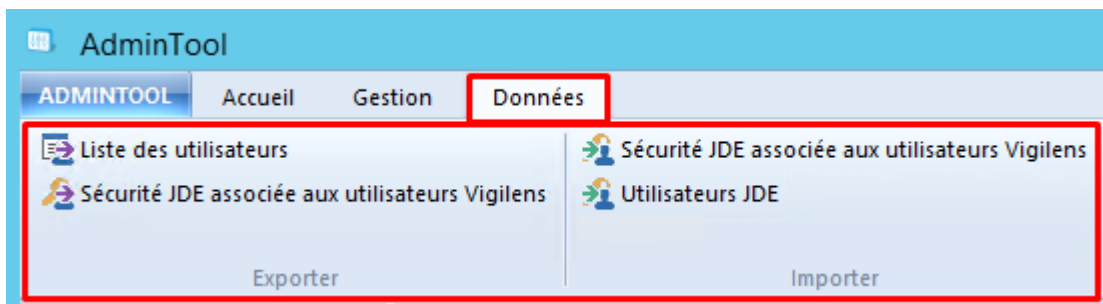 AdminTool
ADMINTOOL Accueil Gestion Données
Liste des utilisateurs
Sécurité JDE associée aux utilisateurs Vigilens
Exporter
Sécurité JDE associée aux utilisateurs Vigilens
Utilisateurs JDE
Importer